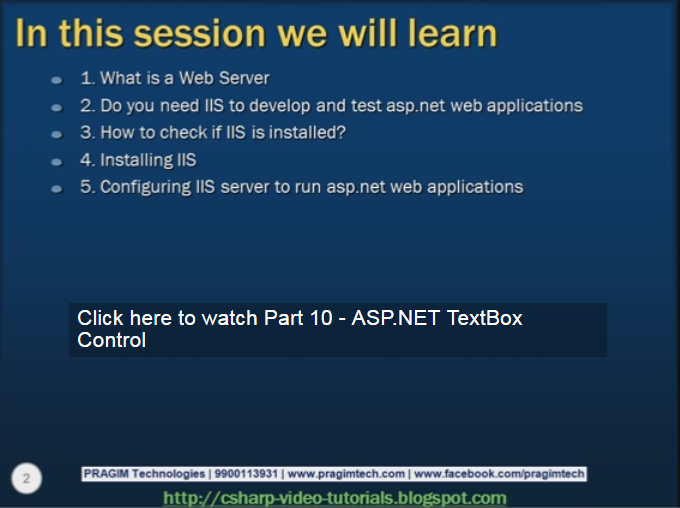 In this session we will learn
1. What is a Web Server
2. Do you need IIS to develop and test asp.net web applications
3. How to check if IIS is installed?
4. Installing IIS
5. Configuring IIS server to run asp.net web applications
Click here to watch Part 10 - ASP.NET TextBox
Control
2
PRAGIM Technologies | 9900113931 | www.pragimtech.com | www.facebook.com/pragimtech
http://csharp-video-tutorials.blogspot.com